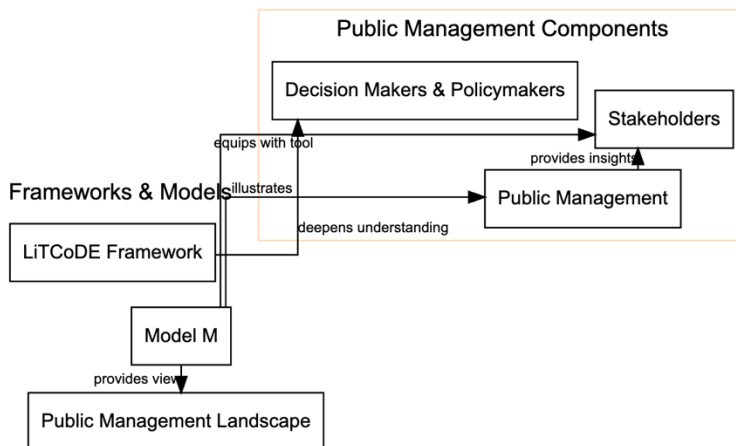 Public Management Components
Decision Makers & Policymakers
Stakeholders
equips with tool
provides insights
Frameworks & Models
illustrates
Public Management
deepens understanding
LiTCoDE Framework
Model M
provides view
Public Management Landscape